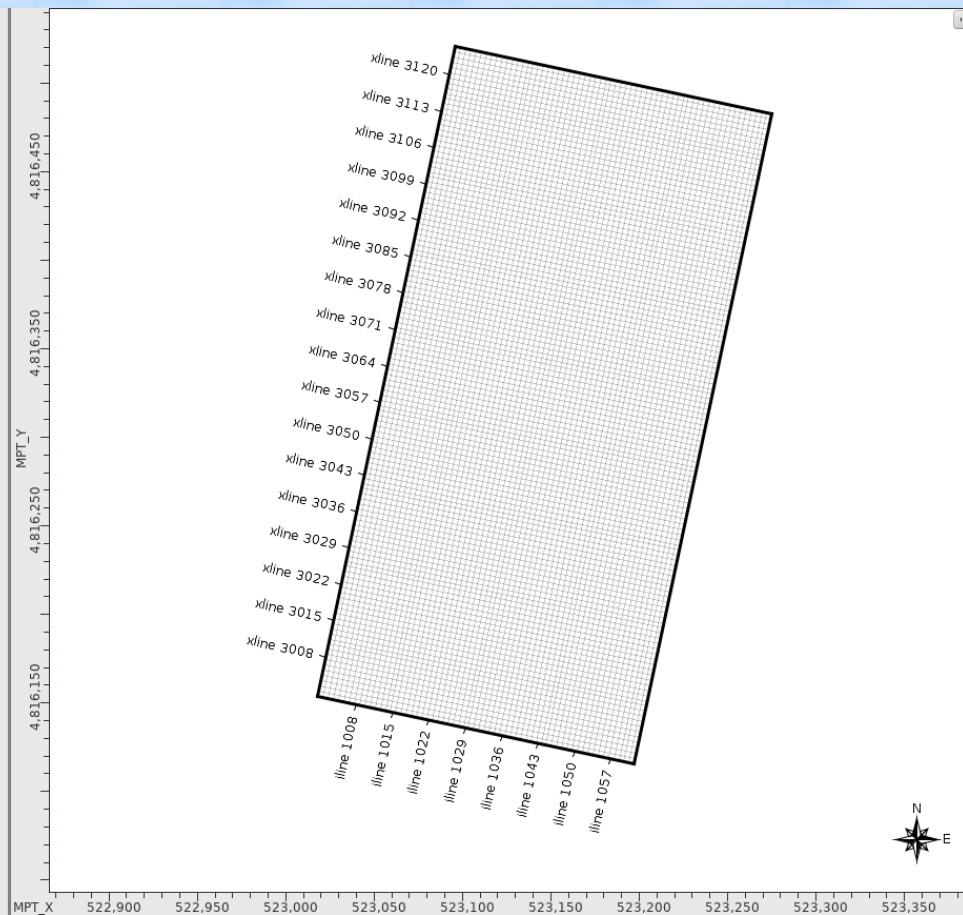 xline 3120
xline 3113
xline 3106
xline 3099
xline 3092
xline 3085
xline 3078
xline 3071
xline 3064
xline 3057
xline 3050
xline 3043
xline 3036
xline 3029
xline 3022
xline 3015
xline 3008
iline 1008
iline 1015
iline 1022
iline 1029
iline 1036
iline 1043
iline 1050
iline 1057
4,816,450
4,816,350
4,816,250
4,816,150
MPT_Y
N
E
MPT_X
522,900
522,950
523,000
523,050
523,100
523,150
523,200
523,250
523,300
523,350